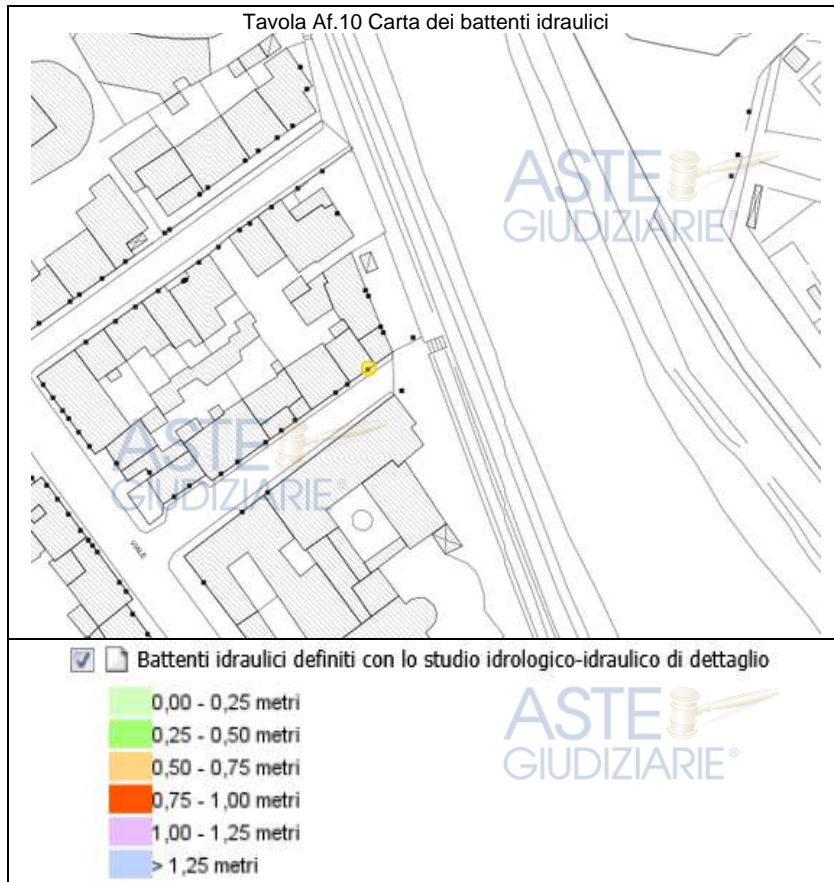 Tavola Af.10 Carta dei battenti idraulici
ASTE
GIUDIZIARIE®
ASTE
GIUDIZIARIE®
VIALE
Battenti idraulici definiti con lo studio idrologico-idraulico di dettaglio
0,00 - 0,25 metri
0,25 - 0,50 metri
0,50 - 0,75 metri
0,75 - 1,00 metri
1,00 - 1,25 metri
> 1,25 metri
ASTE
GIUDIZIARIE®